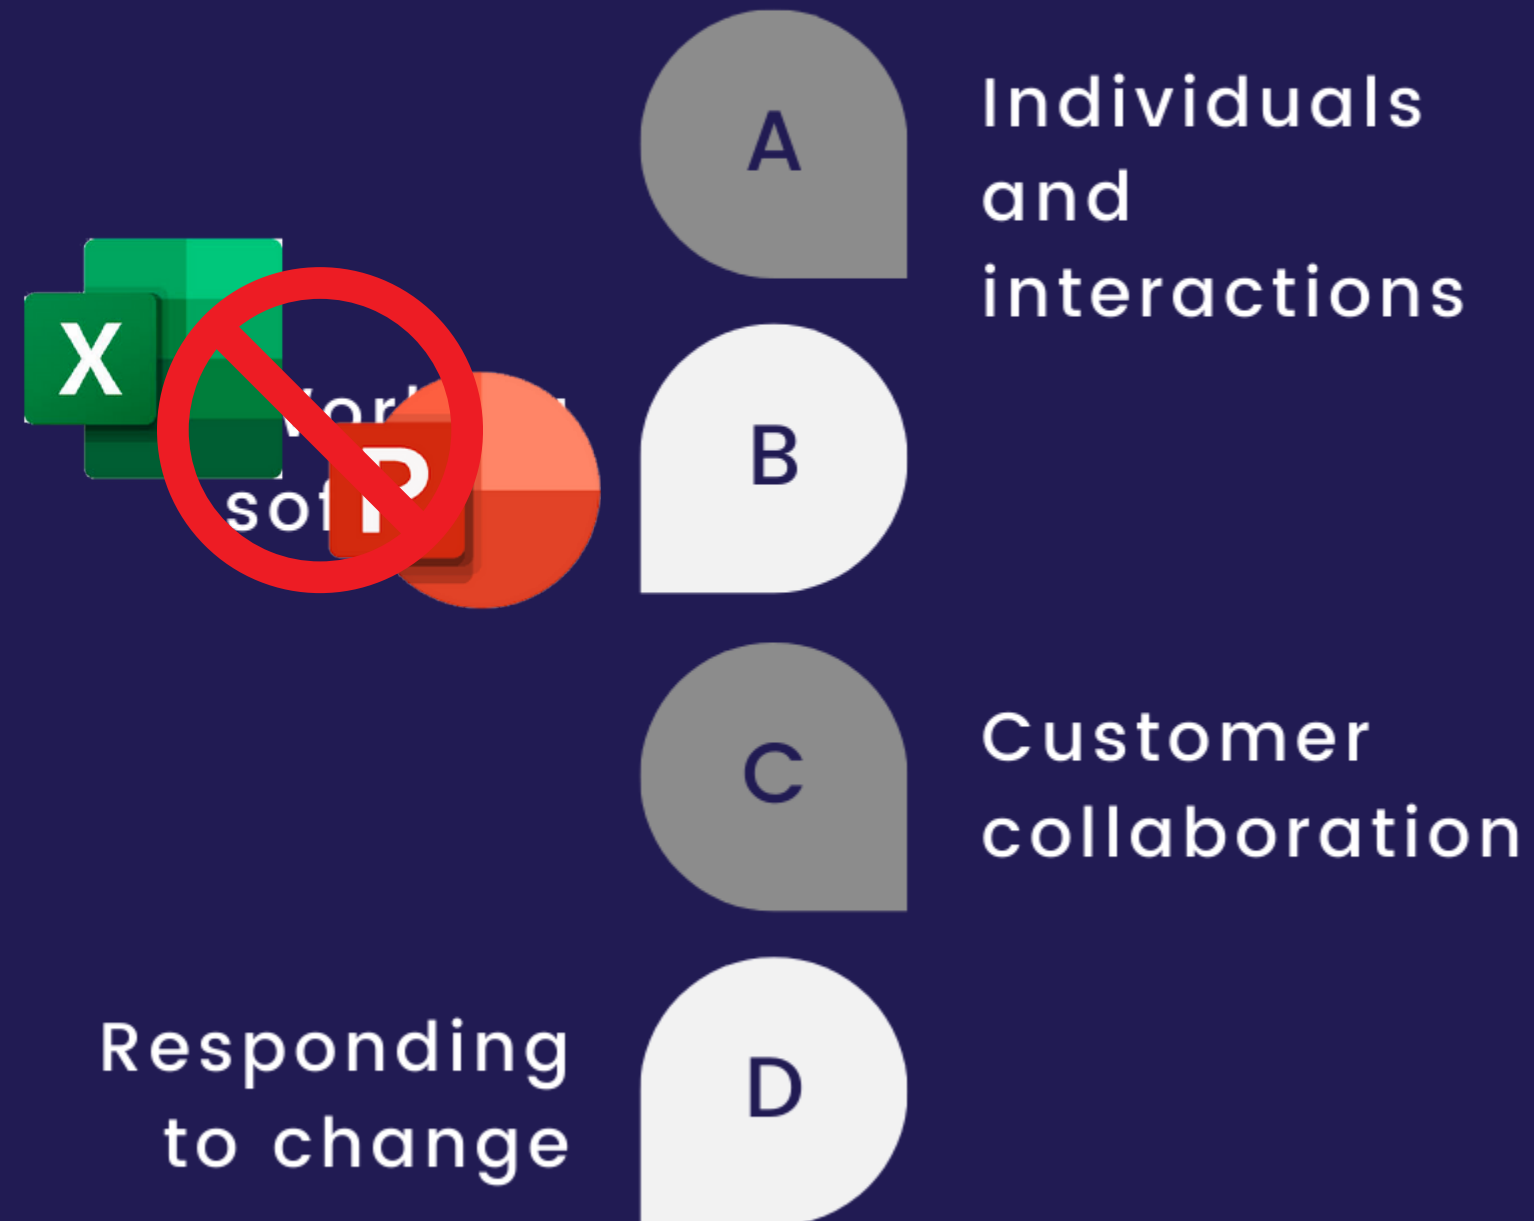 A
Individuals
and
interactions
X
P
B
C
Customer
collaboration
Responding
to change
D